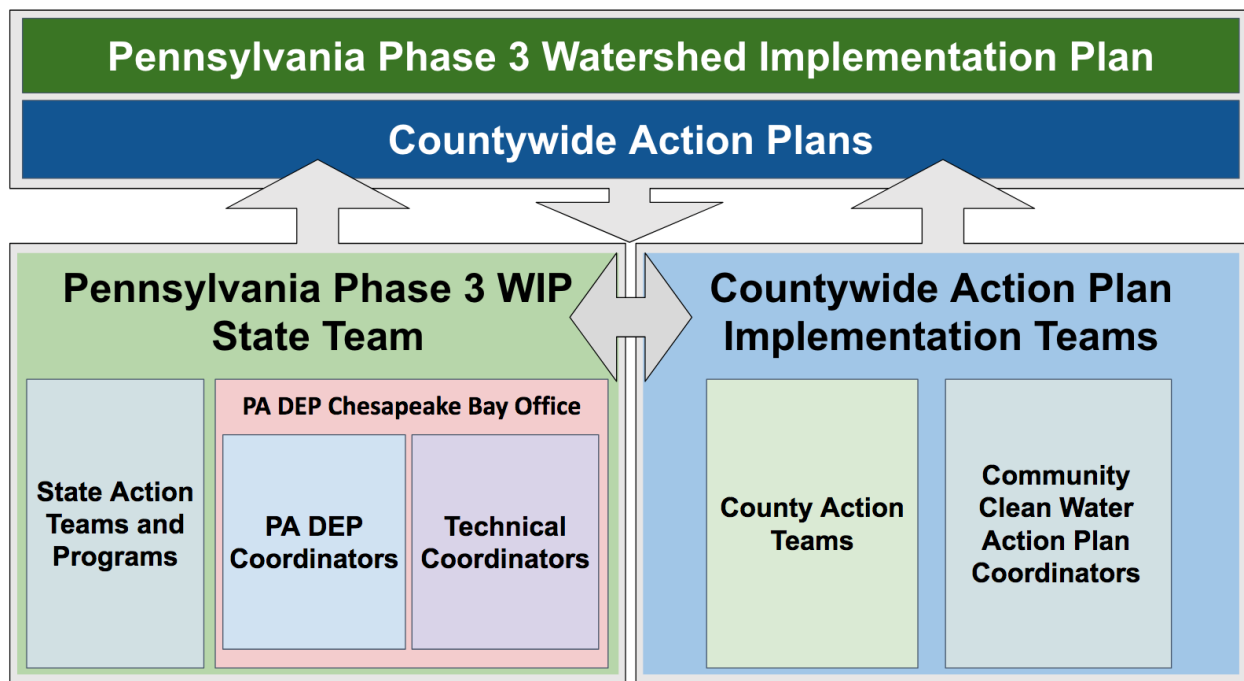 Pennsylvania Phase 3 Watershed Implementation Plan
Countywide Action Plans
Pennsylvania Phase 3 WIP
State Team
State Action
Teams and
Programs
PA DEP Chesapeake Bay Office
PA DEP
Coordinators
Technical
Coordinators
Countywide Action Plan
Implementation Teams
County Action
Teams
Community
Clean Water
Action Plan
Coordinators